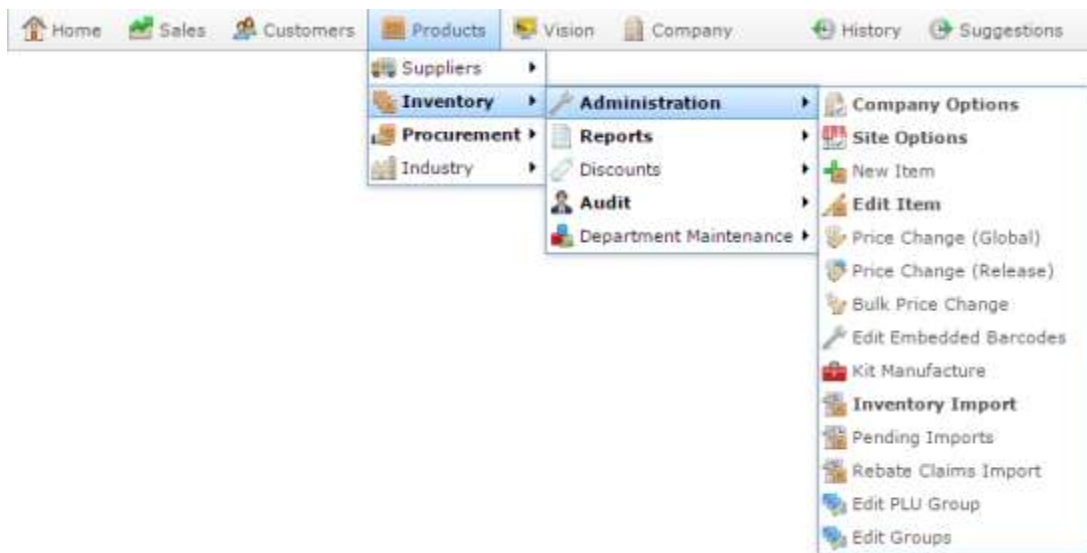 Home Sales Customers Products Vision Company History Suggestions
Suppliers
Inventory
Procurement
Industry
Administration
Reports
Discounts
Audit
Department Maintenance
Company Options
Site Options
New Item
Edit Item
Price Change (Global)
Price Change (Release)
Bulk Price Change
Edit Embedded Barcodes
Kit Manufacture
Inventory Import
Pending Imports
Rebate Claims Import
Edit PLU Group
Edit Groups